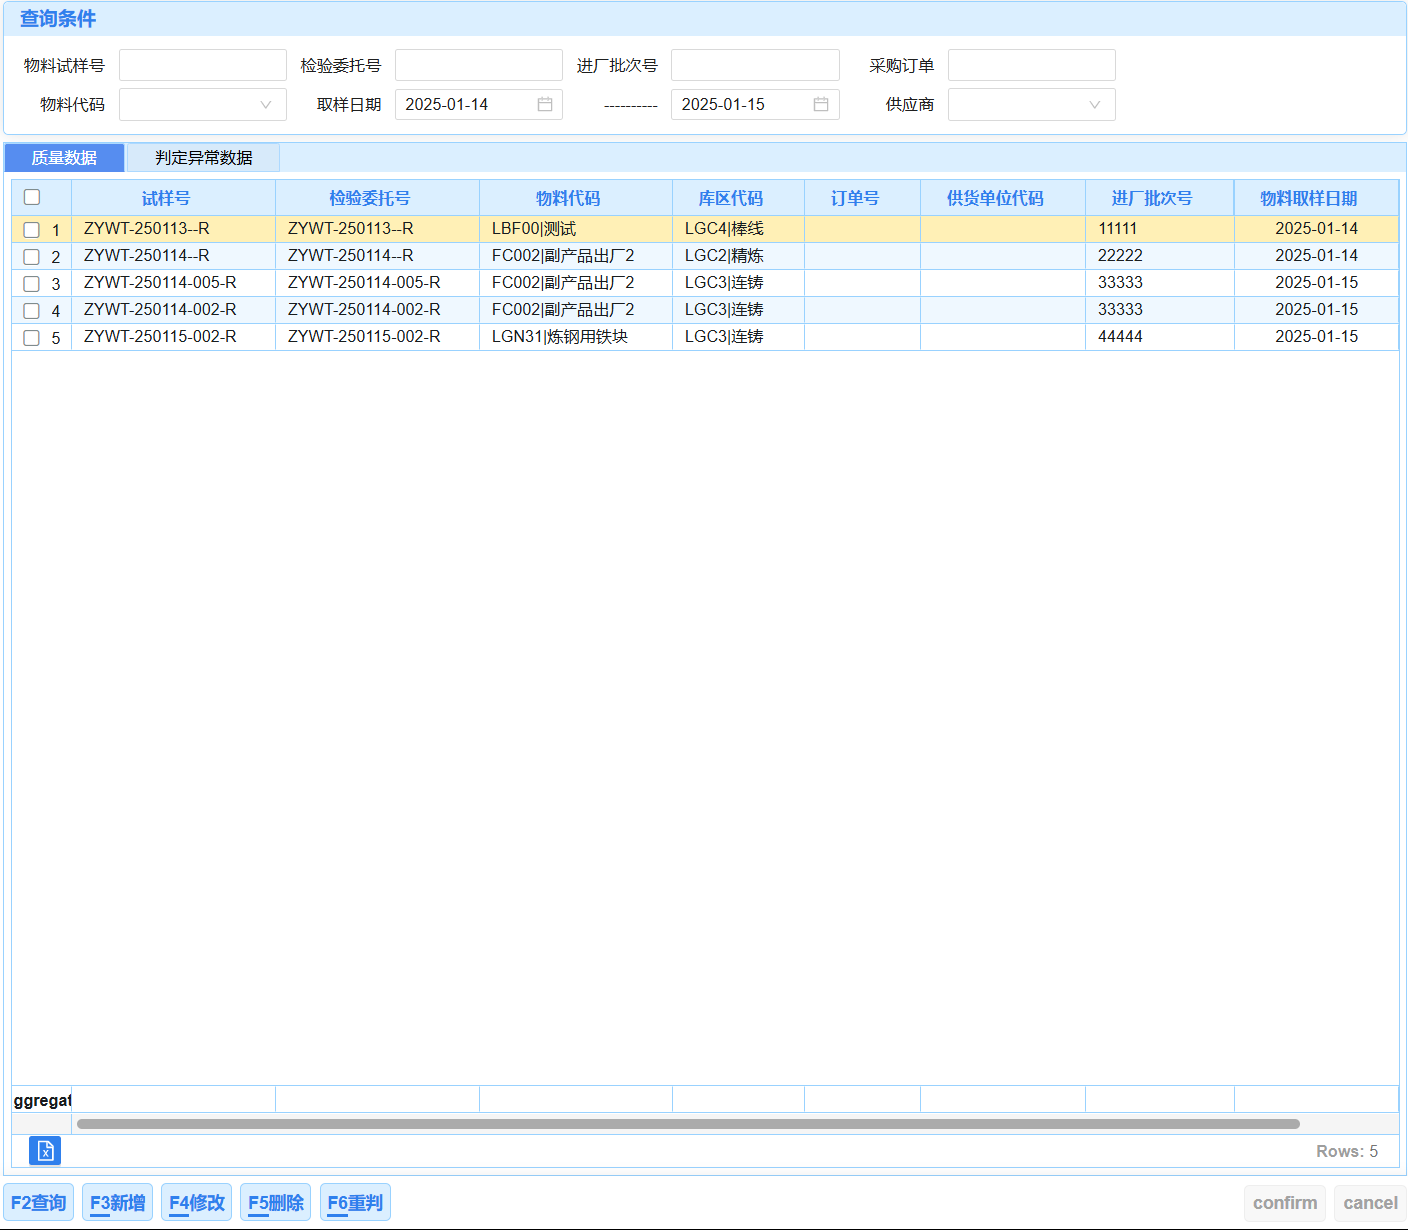 查询条件
物料试样号 检验委托号 进厂批次号 采购订单
物料代码 取样日期 2025-01-14 ---------- 2025-01-15 供应商
质量数据 判定异常数据
试样号 检验委托号 物料代码 库区代码 订单号 供货单位代码 进厂批次号 物料取样日期
1 ZYWT-250113--R ZYWT-250113--R LBF00|测试 LGC4|棒线 11111 2025-01-14
2 ZYWT-250114--R ZYWT-250114--R FC002|副产品出厂2 LGC2|精炼 22222 2025-01-14
3 ZYWT-250114-005-R ZYWT-250114-005-R FC002|副产品出厂2 LGC3|连铸 33333 2025-01-15
4 ZYWT-250114-002-R ZYWT-250114-002-R FC002|副产品出厂2 LGC3|连铸 33333 2025-01-15
5 ZYWT-250115-002-R ZYWT-250115-002-R LGN31|炼钢用铁块 LGC3|连铸 44444 2025-01-15
ggregat
Rows: 5
F2查询 F3新增 F4修改 F5删除 F6重判 confirm cancel